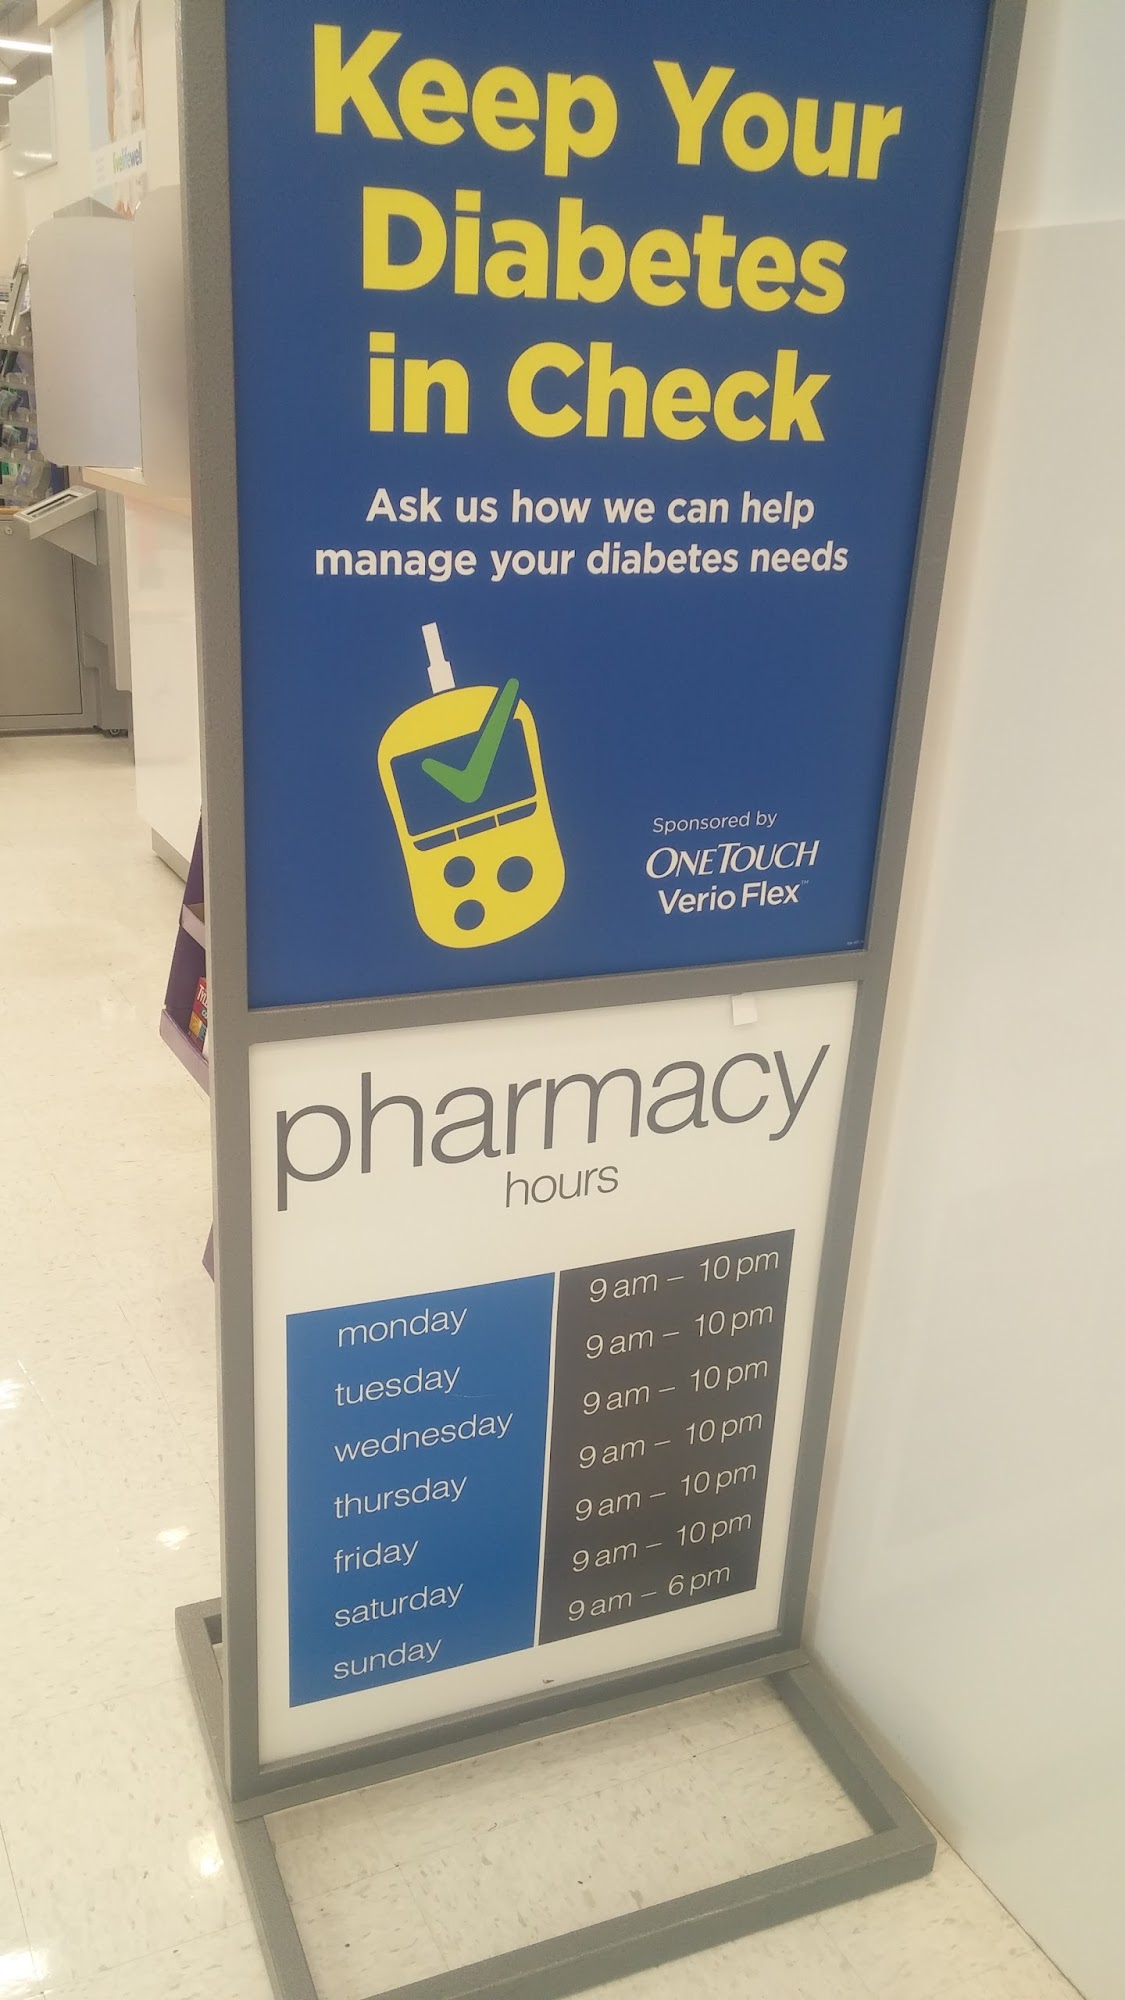 Keep Your
Diabetes
in Check
Ask us how we can help
manage your diabetes needs
Sponsored by
ONETOUCH
Verio Flex™
pharmacy
hours
monday 9 am – 10 pm
tuesday 9 am – 10 pm
wednesday 9 am – 10 pm
thursday 9 am – 10 pm
friday 9 am – 10 pm
saturday 9 am – 10 pm
sunday 9 am – 6 pm
livelifewell